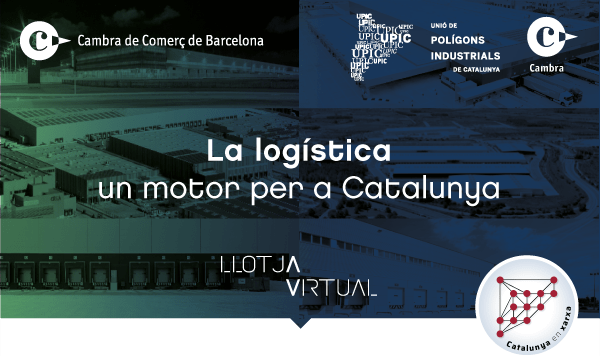 Cambra de Comerç de Barcelona
UPIC
UNIÓ DE
POLÍGONS
INDUSTRIALS
DE CATALUNYA
Cambra
La logística
un motor per a Catalunya
LLOTJA
VIRTUAL
Catalunya en xarxa